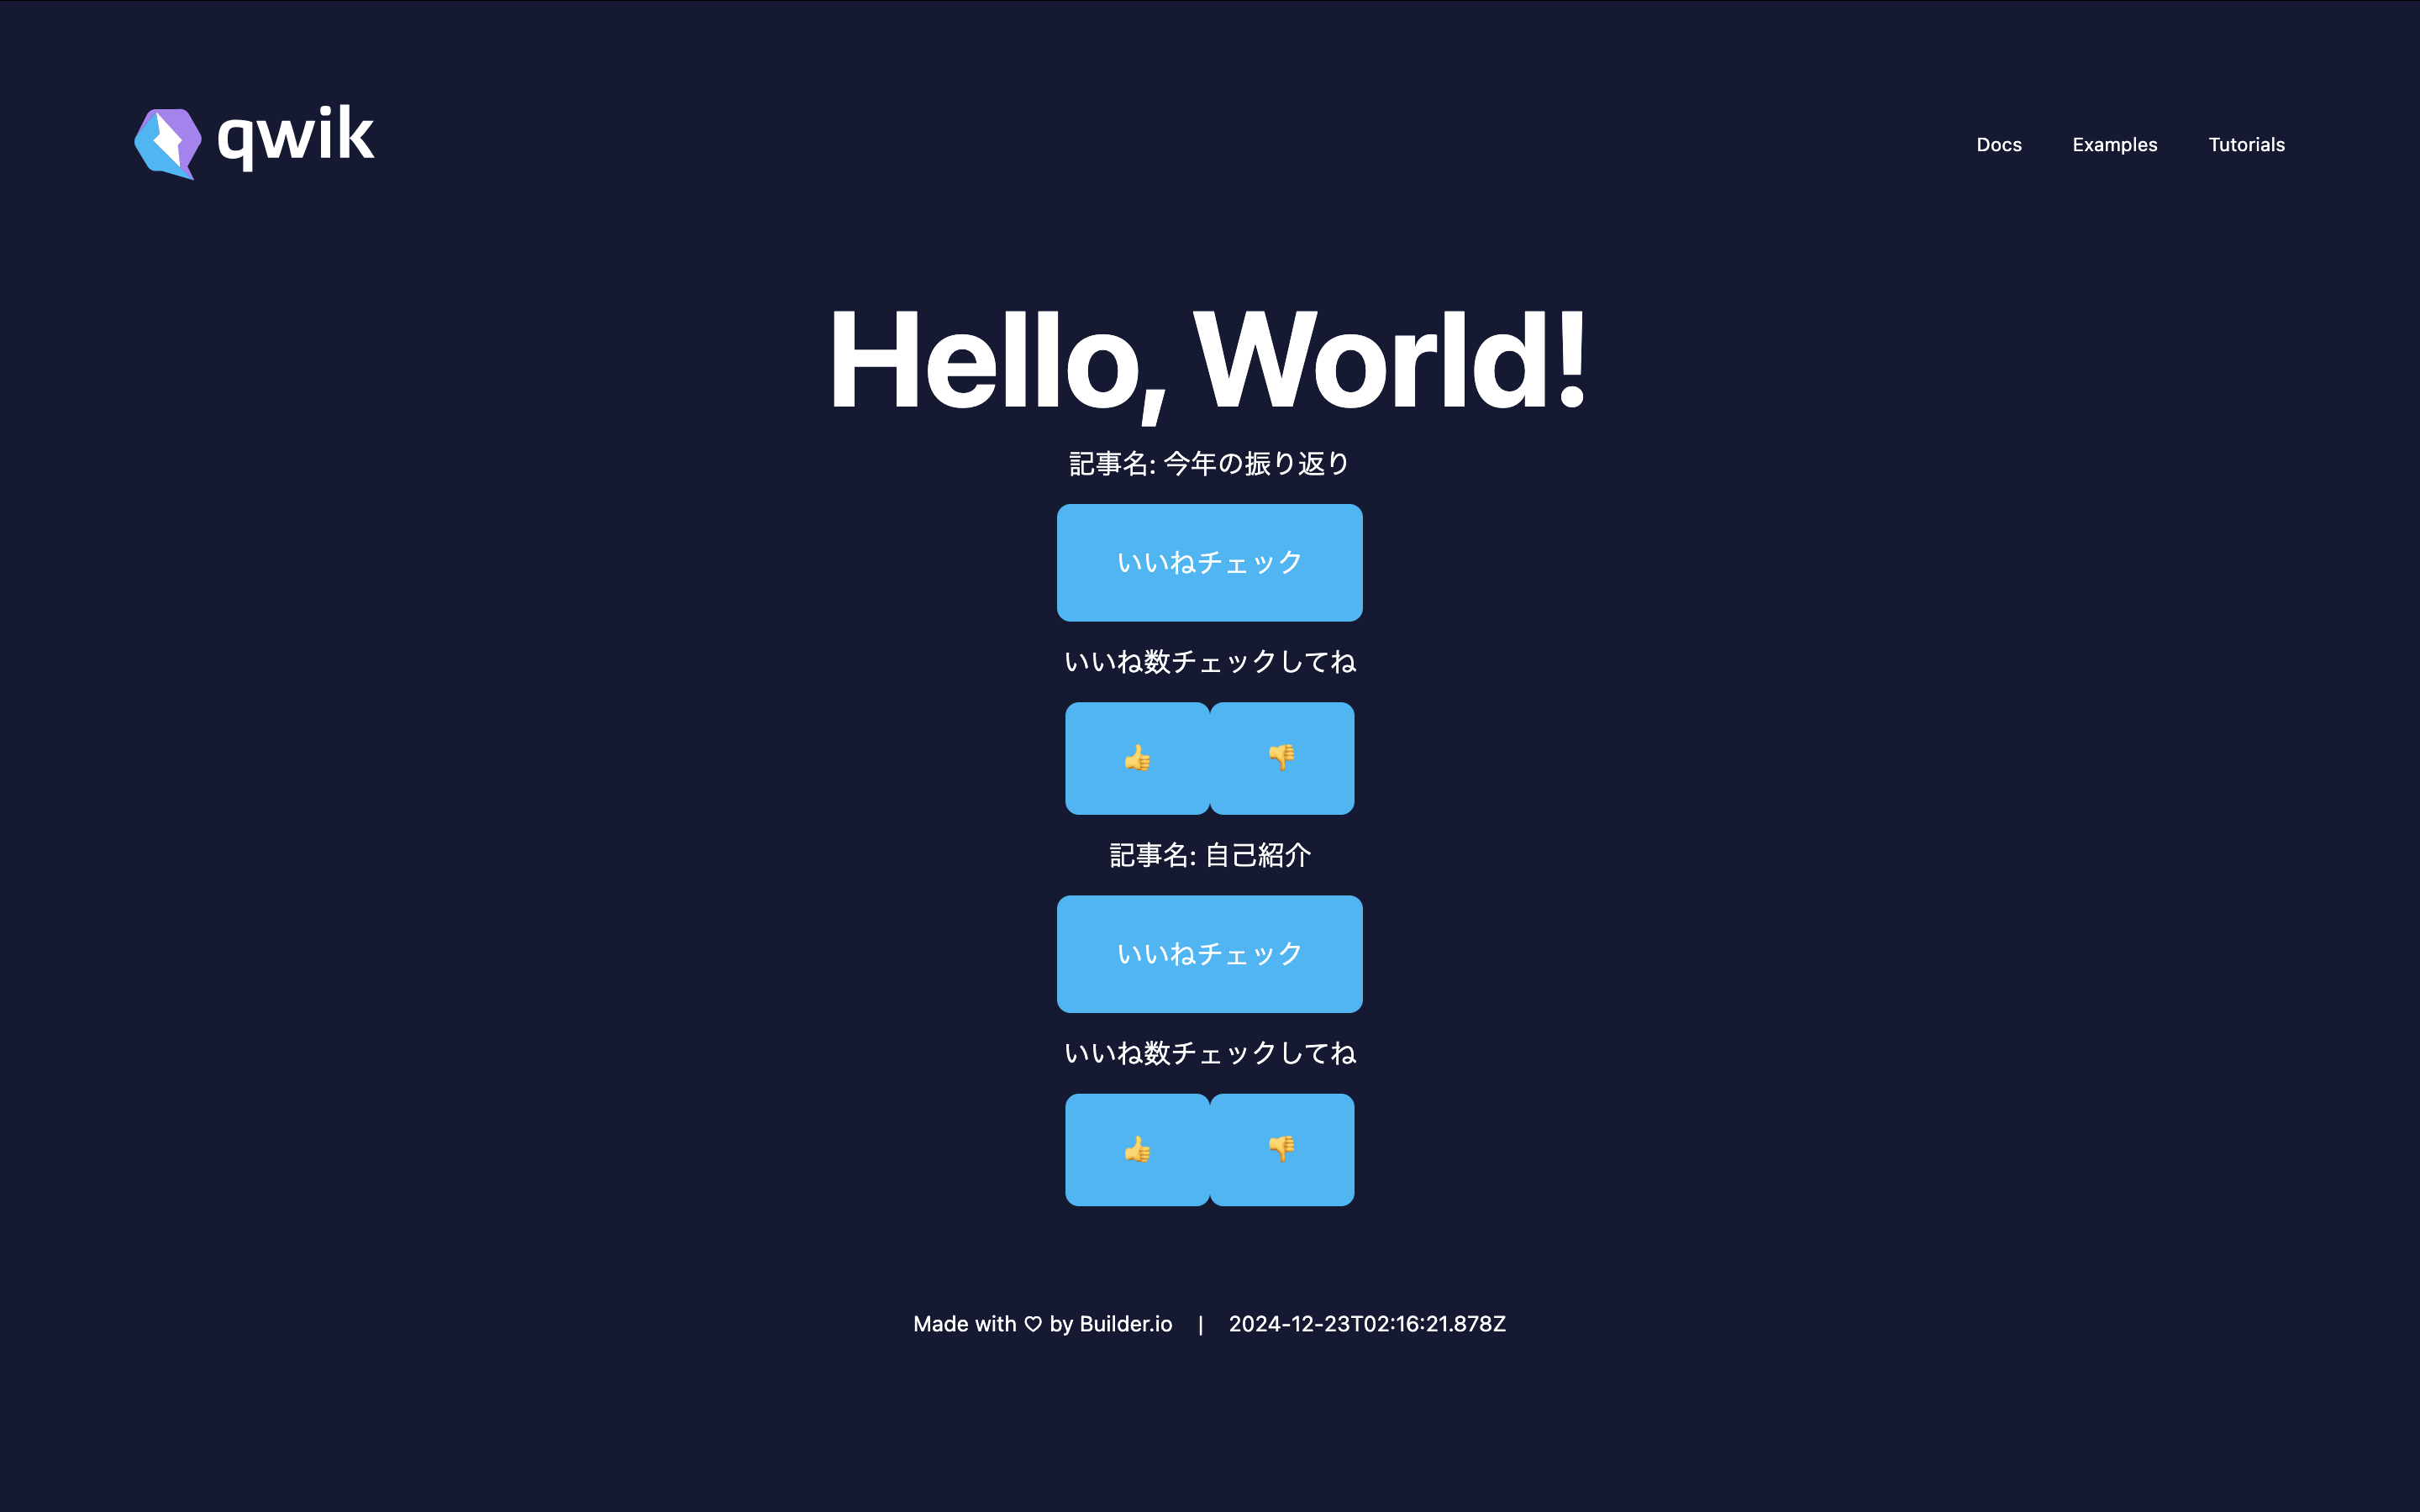 qwik
Docs Examples Tutorials
Hello, World!
記事名: 今年の振り返り
いいねチェック
いいね数チェックしてね
👍 👎
記事名: 自己紹介
いいねチェック
いいね数チェックしてね
👍 👎
Made with ♡ by Builder.io | 2024-12-23T02:16:21.878Z